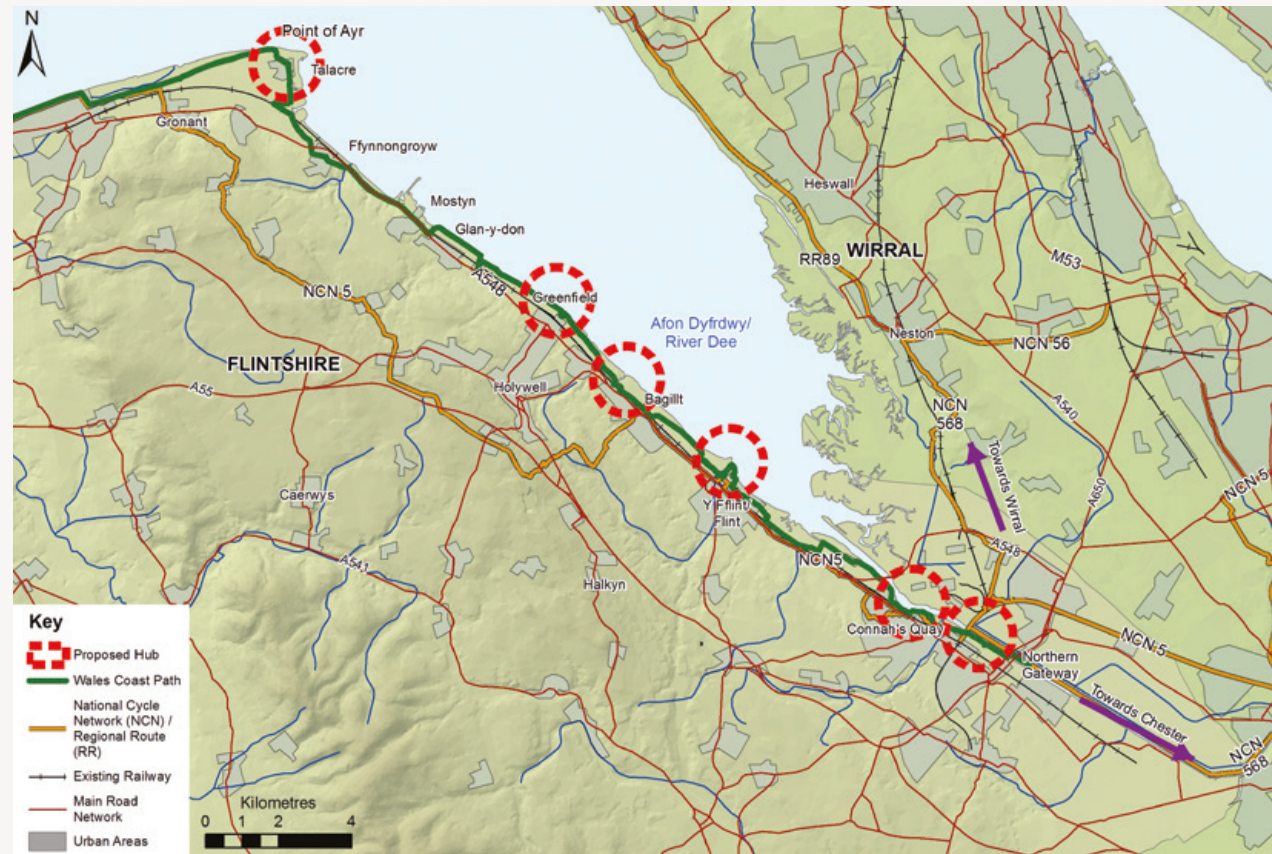 N
Point of Ayr
Talacre
Gronant
Ffynnongroyw
Mostyn
Glan-y-don
A548
Greenfield
NCN 5
FLINTSHIRE
A55
Holywell
Bagillt
Afon Dyfrdwy/
River Dee
Heswall
WIRRAL
RR89
M53
Neston
NCN 56
A540
NCN
568
Towards Wirral
A650
NCN 5
Caerwys
A541
Halkyn
Y Fflint/
Flint
NCN5
A548
Connah's Quay
NCN 5
Northern
Gateway
Towards Chester
NCN
568
Key
Proposed Hub
Wales Coast Path
National Cycle
Network (NCN) /
Regional Route
(RR)
Existing Railway
Main Road
Network
Urban Areas
Kilometres
0 1 2 4